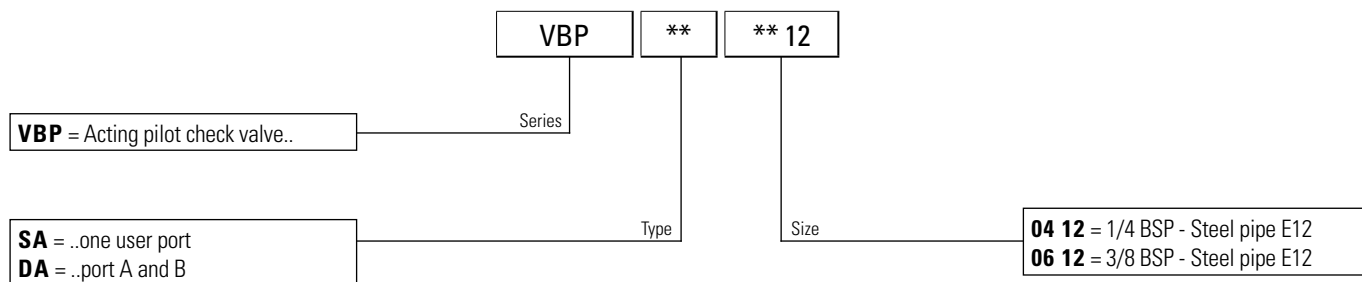 VBP ** ** 12
Series
VBP = Acting pilot check valve..
Type
Size
SA = ..one user port
DA = ..port A and B
04 12 = 1/4 BSP - Steel pipe E12
06 12 = 3/8 BSP - Steel pipe E12